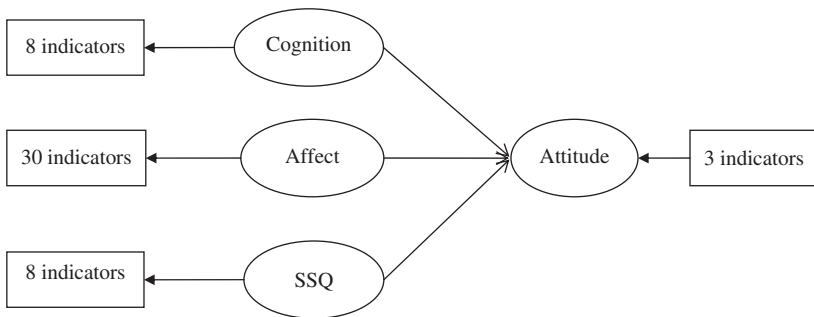 8 indicators
Cognition
30 indicators
Affect
Attitude
3 indicators
8 indicators
SSQ